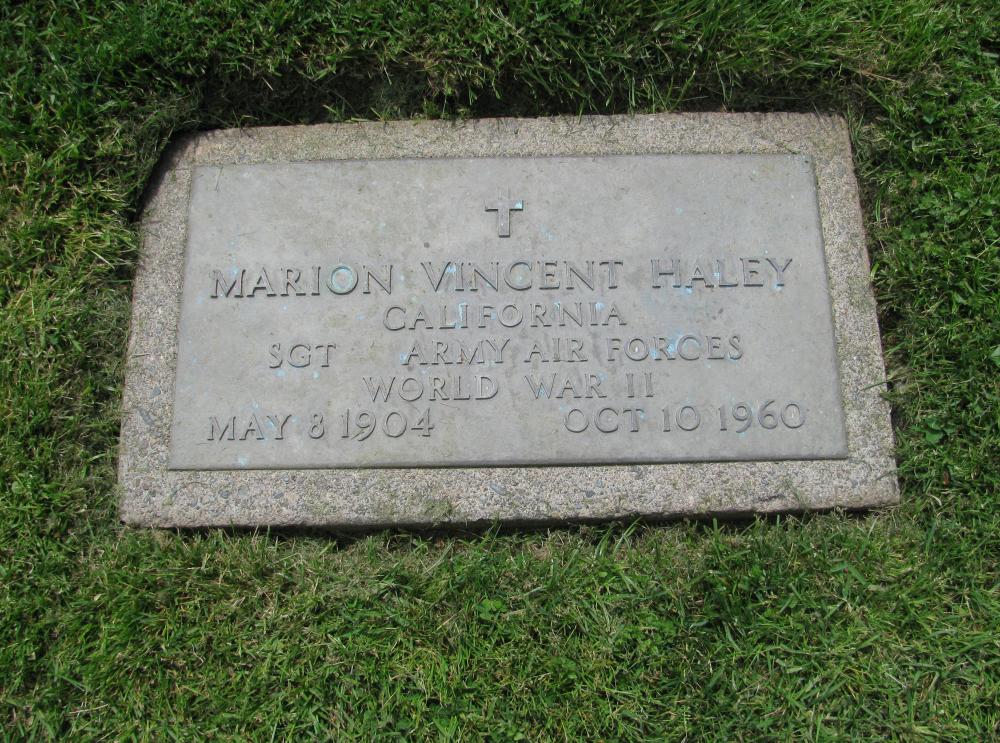 MARION VINCENT HALEY
CALIFORNIA
SGT ARMY AIR FORCES
WORLD WAR II
MAY 8 1904 OCT 10 1960